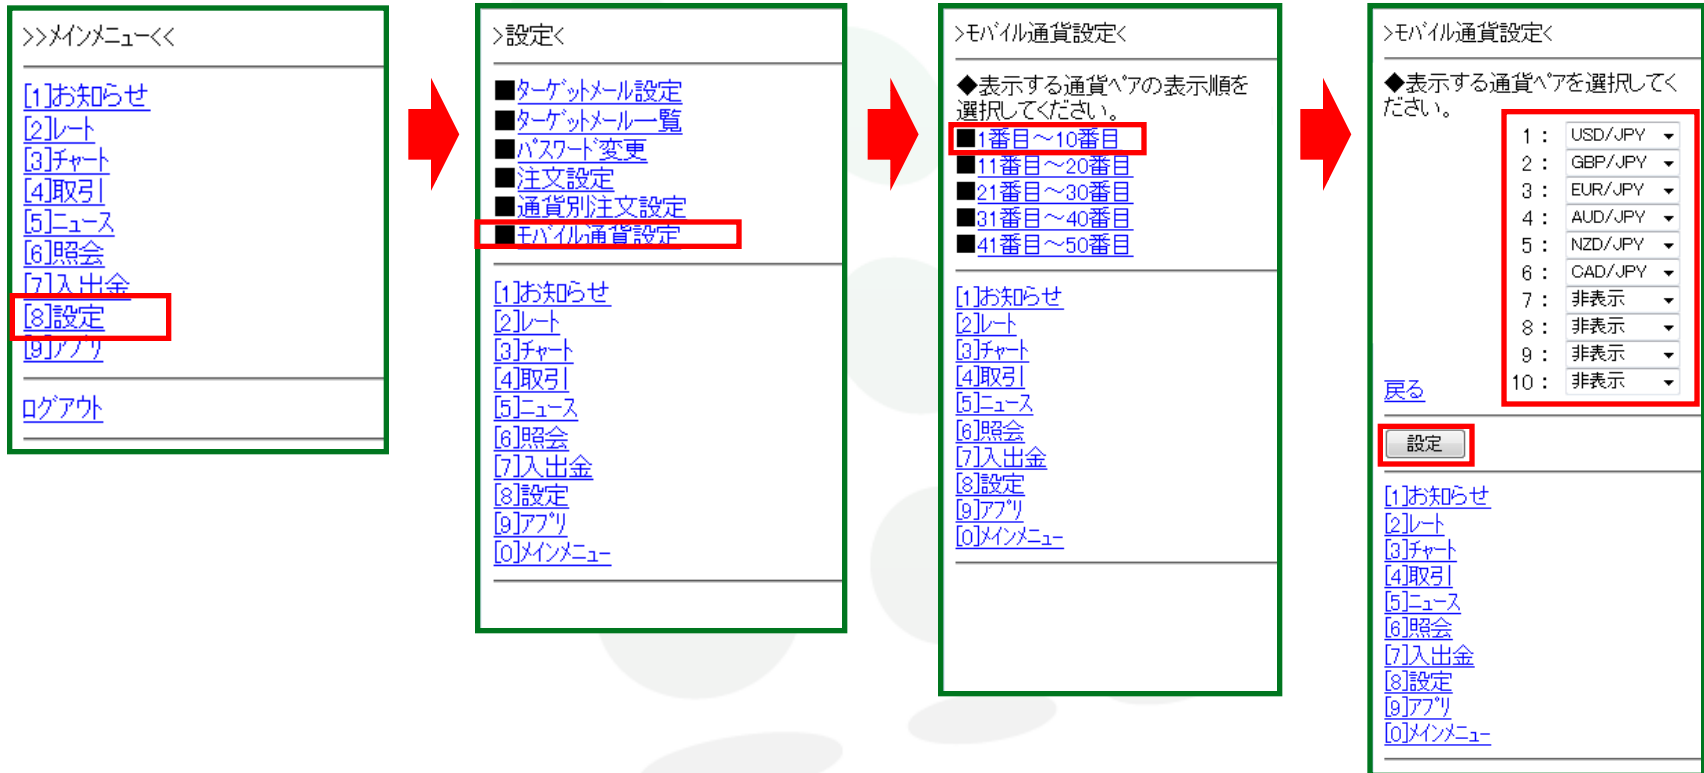 >>ﾒｲﾝﾒﾆｭｰ<<
[1]お知らせ
[2]ﾚｰﾄ
[3]ﾁｬｰﾄ
[4]取引
[5]ﾆｭｰｽ
[6]照会
[7]入出金
[8]設定
[9]ｱﾌﾟﾘ
ﾛｸﾞｱｳﾄ
>設定<
■ﾀｰｹﾞｯﾄﾒｰﾙ設定
■ﾀｰｹﾞｯﾄﾒｰﾙ一覧
■ﾊﾟｽﾜｰﾄﾞ変更
■注文設定
■通貨別注文設定
■ﾓﾊﾞｲﾙ通貨設定
[1]お知らせ
[2]ﾚｰﾄ
[3]ﾁｬｰﾄ
[4]取引
[5]ﾆｭｰｽ
[6]照会
[7]入出金
[8]設定
[9]ｱﾌﾟﾘ
[0]ﾒｲﾝﾒﾆｭｰ
>ﾓﾊﾞｲﾙ通貨設定<
◆表示する通貨ﾍﾟｱの表示順を
選択してください。
■1番目～10番目
■11番目～20番目
■21番目～30番目
■31番目～40番目
■41番目～50番目
[1]お知らせ
[2]ﾚｰﾄ
[3]ﾁｬｰﾄ
[4]取引
[5]ﾆｭｰｽ
[6]照会
[7]入出金
[8]設定
[9]ｱﾌﾟﾘ
[0]ﾒｲﾝﾒﾆｭｰ
>ﾓﾊﾞｲﾙ通貨設定<
◆表示する通貨ﾍﾟｱを選択してく
ださい。
1： USD/JPY
2： GBP/JPY
3： EUR/JPY
4： AUD/JPY
5： NZD/JPY
6： CAD/JPY
7： 非表示
8： 非表示
9： 非表示
10： 非表示
戻る
設定
[1]お知らせ
[2]ﾚｰﾄ
[3]ﾁｬｰﾄ
[4]取引
[5]ﾆｭｰｽ
[6]照会
[7]入出金
[8]設定
[9]ｱﾌﾟﾘ
[0]ﾒｲﾝﾒﾆｭｰ